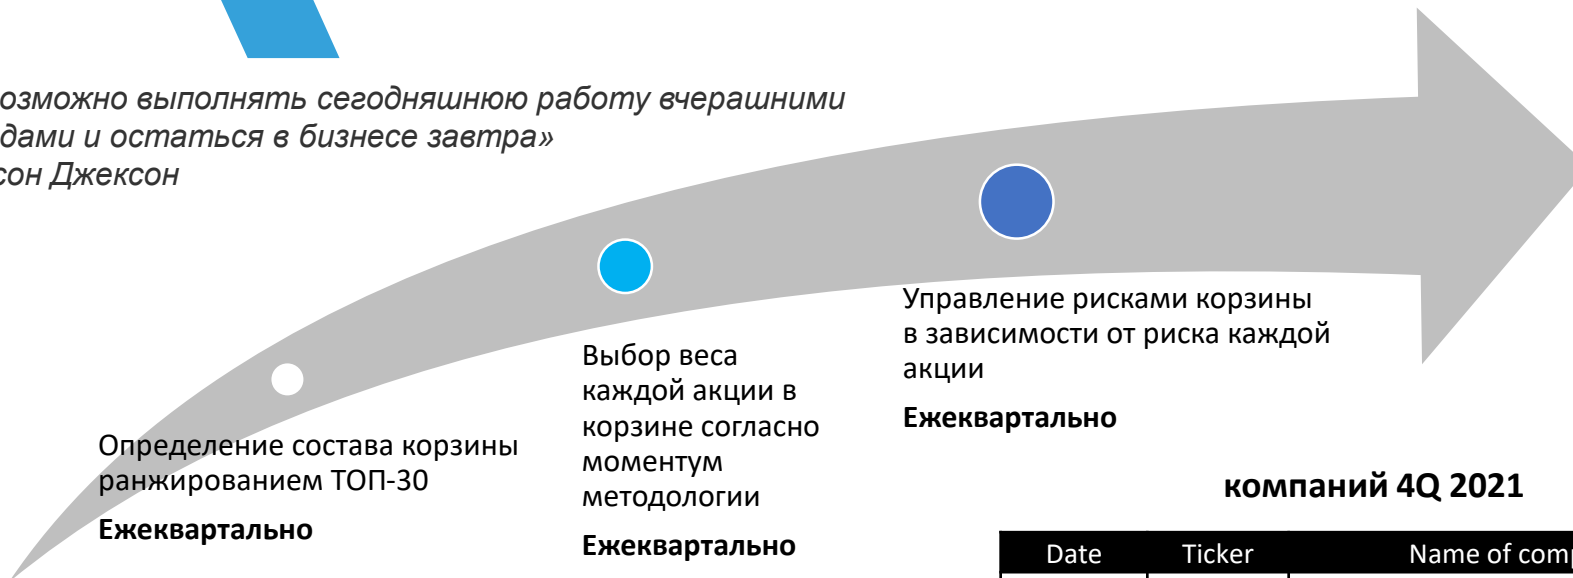 озможно выполнять сегодняшнюю работу вчерашними
дами и остаться в бизнесе завтра»
сон Джексон
Определение состава корзины
ранжированием ТОП-30
Ежеквартально
Выбор веса
каждой акции в
корзине согласно
моментум
методологии
Ежеквартально
Управление рисками корзины
в зависимости от риска каждой
акции
Ежеквартально
компаний 4Q 2021
Date Ticker Name of comp